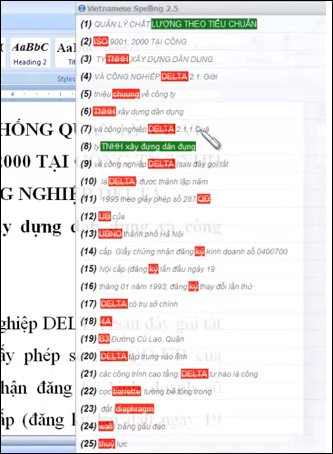 Vietnamese Spelling 2.5
AaBbC
Heading 2
Styles
(1) QUẢN LÝ CHẤT LƯỢNG THEO TIÊU CHUẨN
(2) ISO 9001: 2000 TẠI CÔNG
(3) TY TNHH XÂY DỰNG DÂN DỤNG
(4) VÀ CÔNG NGHIỆP DELTA 2.1. Giới
(5) thiệu chuung về công ty
(6) TNHH xây dựng dân dụng
(7) và công nghiệp DELTA 2.1.1.Quá
(8) ty TNHH xây dựng dân đụng
(9) và công nghiệp DELTA (sau đây gọi tắt
(10) là DELTA, được thành lập năm
(11) 1993 theo giấy phép số 287 QĐ
(12) UB của
(13) UBND thành phố Hà Nội
(14) cấp. Giấy chứng nhận đăng ký kinh doanh số 0400700
(15) Nội cấp (đăng ký lần đầu ngày 19
(16) tháng 01 năm 1993, đăng ký thay đổi lần thứ
(17) DELTA có trụ sở chính
(18) 4A
(19) B3 Đường Cù Lao, Quận
(20) DELTA tập trung vào lĩnh
(21) các công trình cao tầng. DELTA tự hào là công
(22) cọc barrette, tường bê tông trong
(23) đất diaphragm
(24) wall) bằng gầu đào
(25) thuỷ lực
HỐNG QU
2000 TẠI
NG NGHIỆ
y dựng
ghiệp DEL
ấy phép s
hận đăng
ấp (đăng